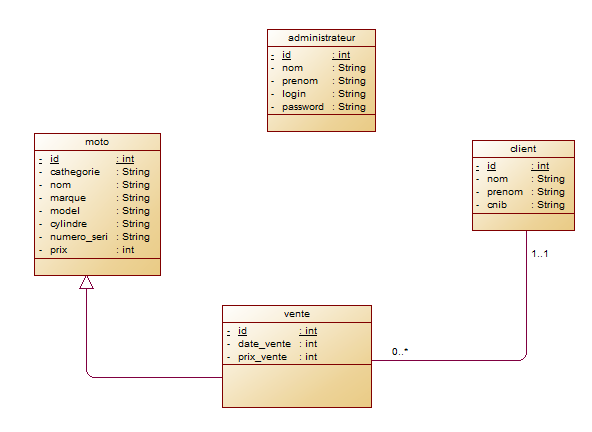 administrateur
- id : int
- nom : String
- prenom : String
- login : String
- password : String
moto
- id : int
- cathegorie : String
- nom : String
- marque : String
- model : String
- cylindre : String
- numero_seri : String
- prix : int
client
- id : int
- nom : String
- prenom : String
- cnib : String
1..1
vente
- id : int
- date_vente : int
- prix_vente : int
0..*